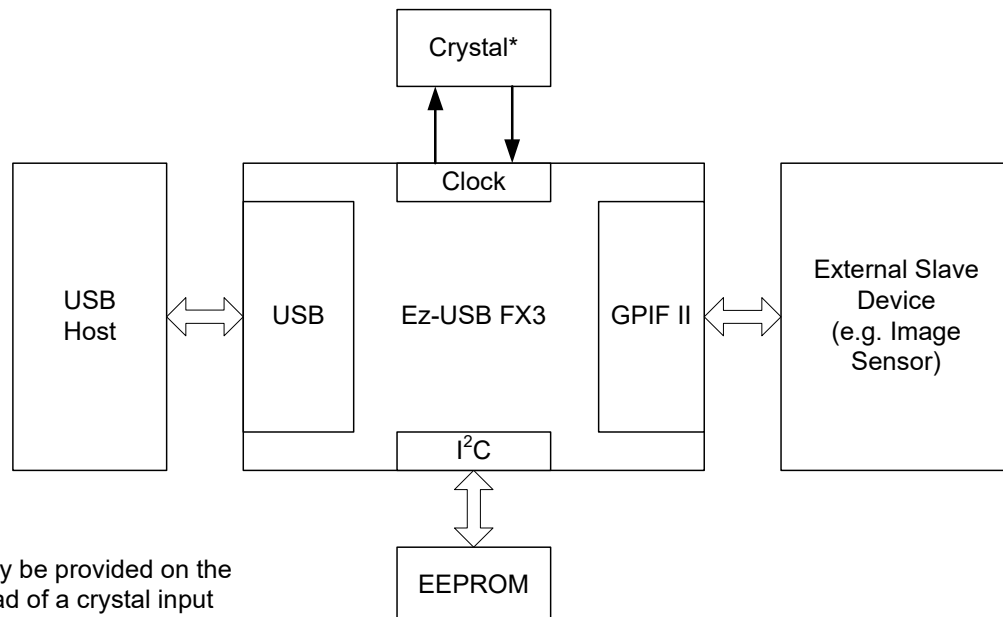 Crystal*
Clock
USB
Host
USB
Ez-USB FX3
GPIF II
External Slave
Device
(e.g. Image
Sensor)
I²C
EEPROM
be provided on the
of a crystal input